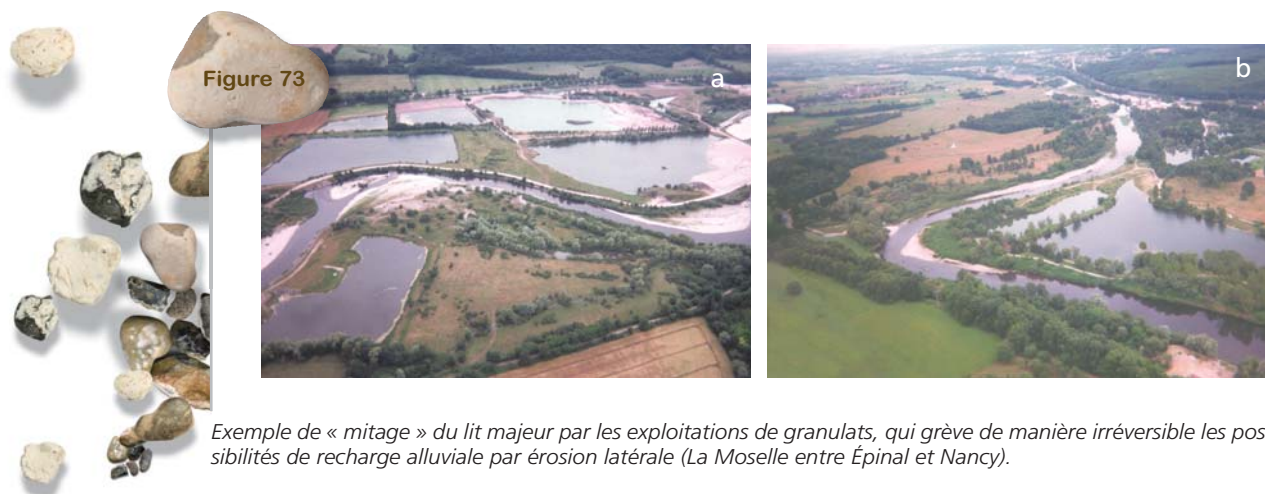 Figure 73
a
b
Exemple de « mitage » du lit majeur par les exploitations de granulats, qui grève de manière irréversible les pos
sibilités de recharge alluviale par érosion latérale (La Moselle entre Épinal et Nancy).